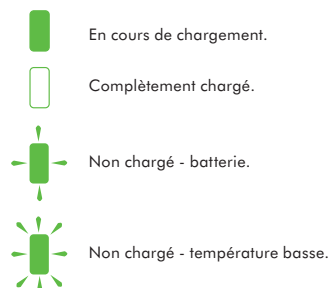 En cours de chargement.
Complètement chargé.
Non chargé - batterie.
Non chargé - température basse.